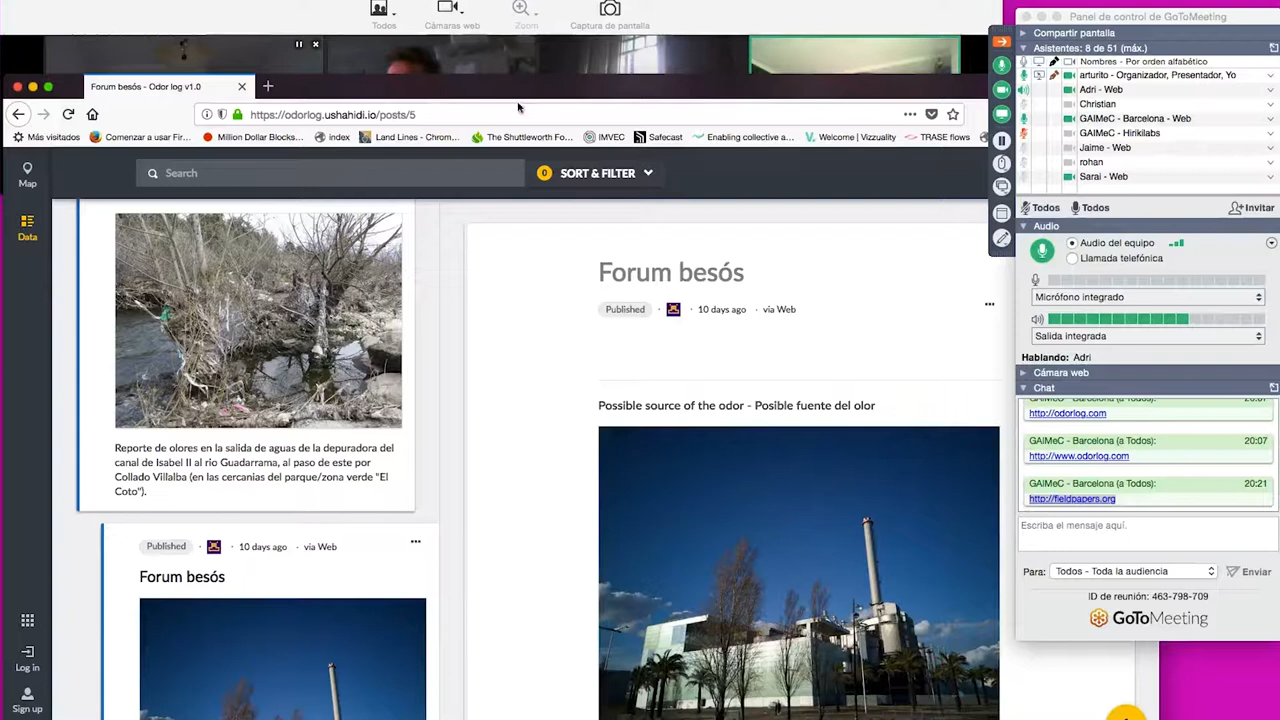 Todos
Cámaras web
Zoom
Captura de pantalla
Forum besós - Odor log v1.0
https://odorlog.ushahidi.io/posts/5
Más visitados
Comenzar a usar Fir...
Million Dollar Blocks...
index
Land Lines - Chrom...
The Shuttleworth Fo...
IMVEC
Safecast
Enabling collective a...
Welcome - Vizzuality
TRASE flows
Map
Data
Log in
Sign up
Search
0 SORT & FILTER
Reporte de olores en la salida de aguas de la depuradora del
canal de Isabel II al rio Guadarrama, al paso de este por
Collado Villalba (en las cercanias del parque/zona verde "El
Coto").
Published · 10 days ago · via Web
Forum besós
Forum besós
Published · 10 days ago · via Web
Possible source of the odor - Posible fuente del olor
Panel de control de GoToMeeting
Compartir pantalla
Asistentes: 8 de 51 (máx.)
Nombres - Por orden alfabético
arturito - Organizador, Presentador, Yo
Adri - Web
Christian
GAIMeC - Barcelona - Web
GAIMeC - Hirikilabs
Jaime - Web
rohan
Sarai - Web
Todos Todos Invitar
Audio
Audio del equipo
Llamada telefónica
Micrófono integrado
Salida integrada
Hablando: Adri
Cámara web
Chat
http://odorlog.com
GAIMeC - Barcelona (a Todos): 20:07
http://www.odorlog.com
GAIMeC - Barcelona (a Todos): 20:21
http://fieldpapers.org
Escriba el mensaje aquí.
Para: Todos - Toda la audiencia Enviar
ID de reunión: 463-798-709
GoToMeeting